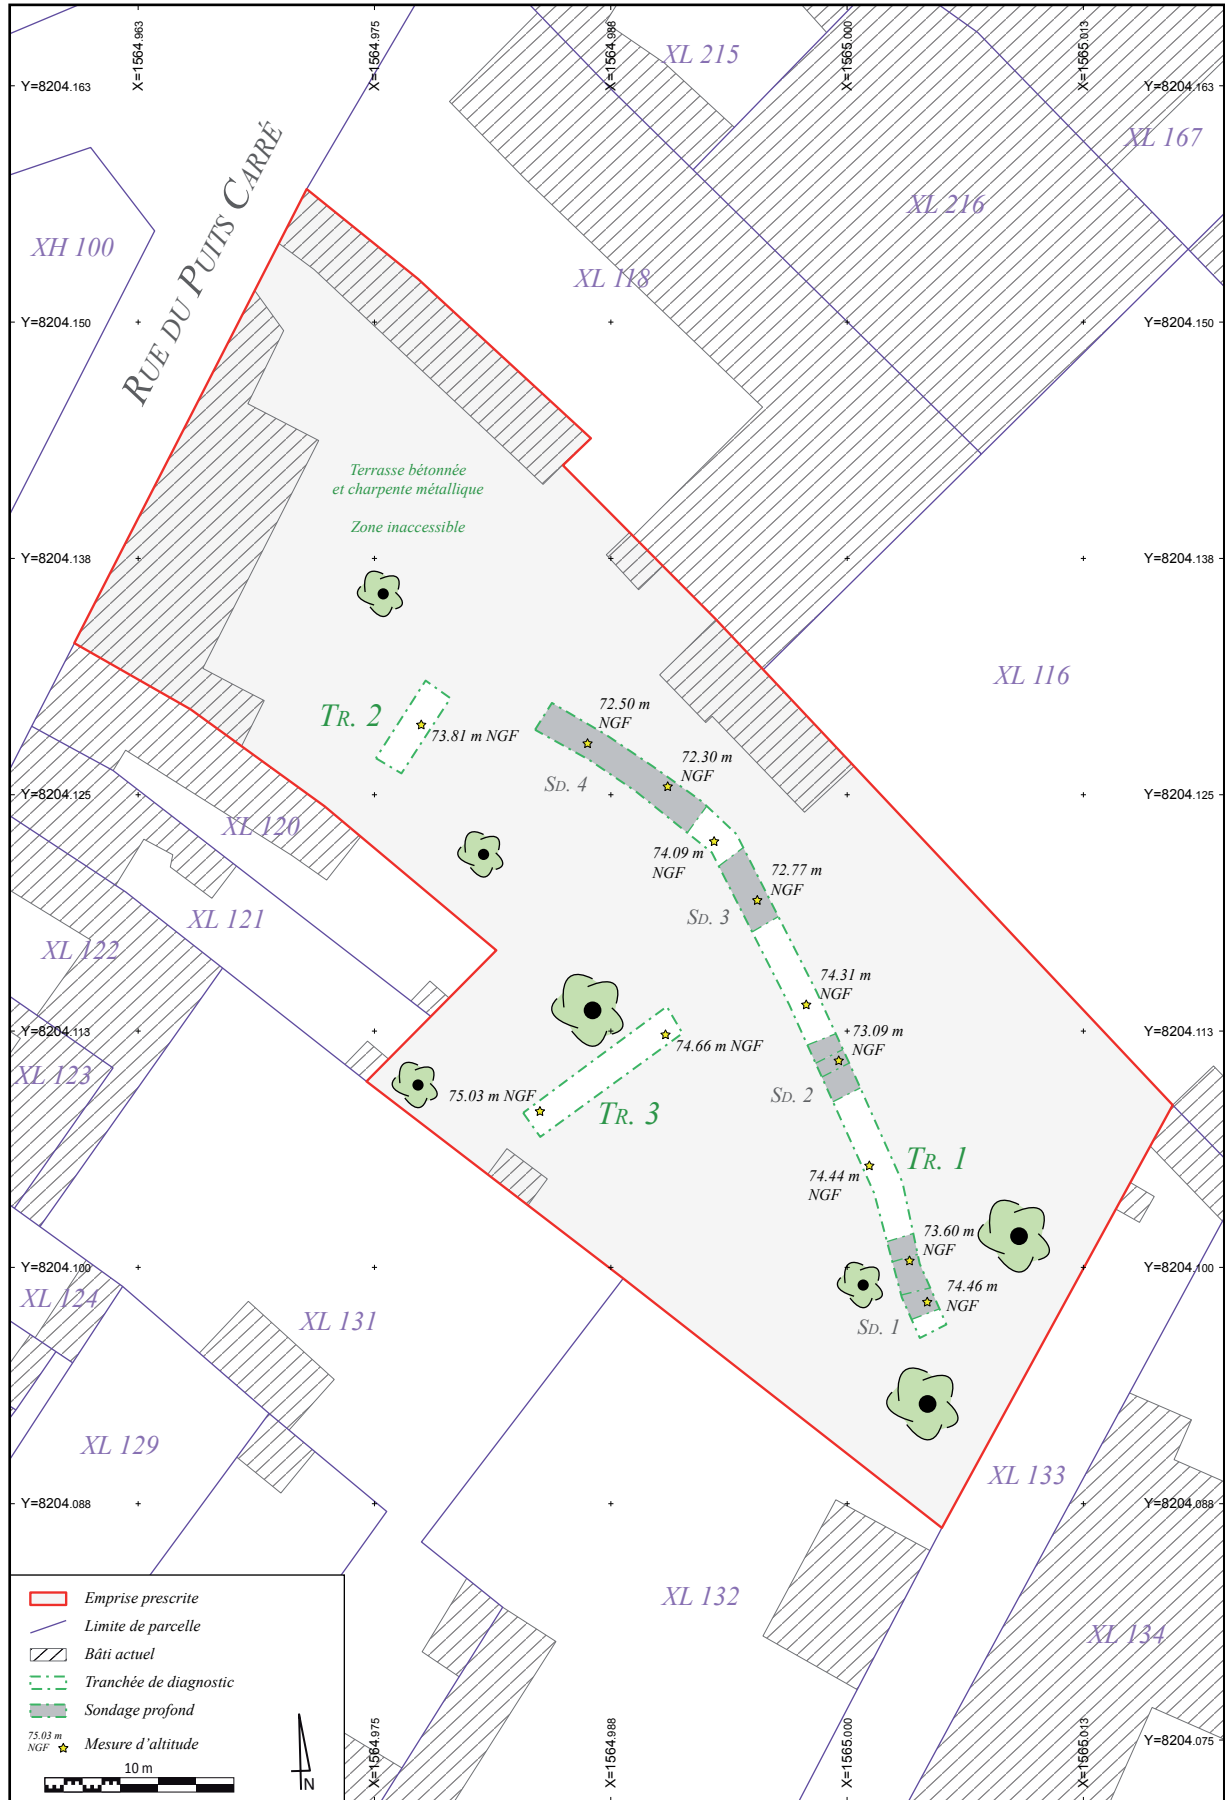 X=1564.963
X=1564.975
X=1564.988
X=1565.000
X=1565.013
Y=8204.163
Y=8204.163
XL 215
XL 167
XL 216
XH 100
RUE DU PUITS CARRÉ
XL 118
Y=8204.150
Y=8204.150
Terrasse bétonnée
et charpente métallique
Zone inaccessible
Y=8204.138
Y=8204.138
XL 116
TR. 2
73.81 m NGF
72.50 m
NGF
72.30 m
NGF
SD. 4
Y=8204.125
Y=8204.125
XL 120
74.09 m
NGF
72.77 m
NGF
SD. 3
XL 121
XL 122
74.31 m
NGF
Y=8204.113
Y=8204.113
73.09 m
NGF
74.66 m NGF
XL 123
75.03 m NGF
TR. 3
SD. 2
TR. 1
74.44 m
NGF
73.60 m
NGF
Y=8204.100
Y=8204.100
74.46 m
NGF
XL 124
XL 131
SD. 1
XL 129
XL 133
Y=8204.088
Y=8204.088
XL 132
XL 134
Emprise prescrite
Limite de parcelle
Bâti actuel
Tranchée de diagnostic
Sondage profond
75.03 m
NGF
Mesure d'altitude
10 m
N
Y=8204.075
X=1564.975
X=1564.988
X=1565.000
X=1565.013